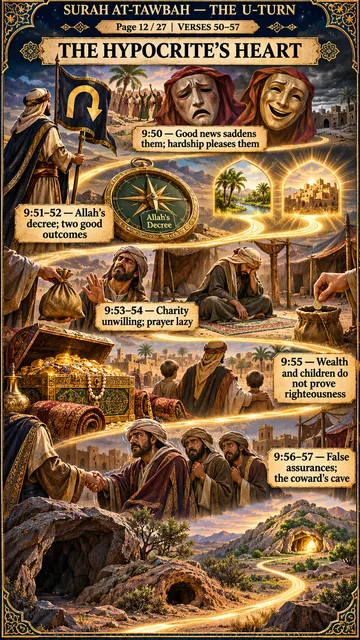 SURAH AT-TAWBAH — THE U-TURN
Page 12 / 27 | VERSES 50–57
THE HYPOCRITE'S HEART
9:50 — Good news saddens
them; hardship pleases them
9:51–52 — Allah's
decree; two good
outcomes
Allah's
Decree
9:53–54 — Charity
unwilling; prayer lazy
9:55 — Wealth
and children do
not prove
righteousness
9:56–57 — False
assurances;
the coward's cave